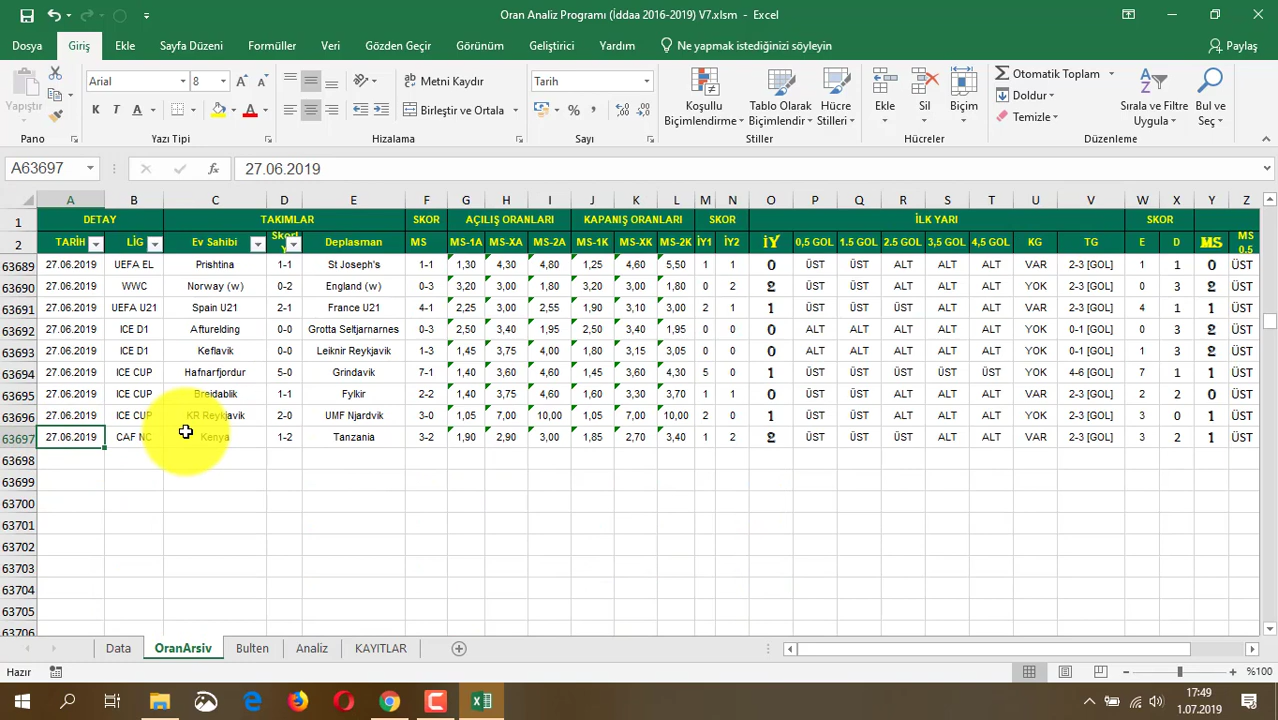 Oran Analiz Programı (İddaa 2016-2019) V7.xlsm - Excel
Dosya Giriş Ekle Sayfa Düzeni Formüller Veri Gözden Geçir Görünüm Geliştirici Yardım Ne yapmak istediğinizi söyleyin Paylaş
Yapıştır Arial 8 Metni Kaydır Tarih Koşullu Biçimlendirme Tablo Olarak Biçimlendir Hücre Stilleri Ekle Sil Biçim Otomatik Toplam Sırala ve Filtre Uygula Bul ve Seç
K T A A Birleştir ve Ortala % Doldur Temizle
Pano Yazı Tipi Hizalama Sayı Stiller Hücreler Düzenleme
A63697 fx 27.06.2019
A B C D E F G H I J K L M N O P Q R S T U V W X Y Z
1 DETAY TAKIMLAR SKOR AÇILIŞ ORANLARI KAPANIŞ ORANLARI SKOR İLK YARI SKOR
2 TARİH LİG Ev Sahibi Deplasman MS MS-1A MS-XA MS-2A MS-1K MS-XK MS-2K İY1 İY2 İY 0,5 GOL 1.5 GOL 2.5 GOL 3,5 GOL 4,5 GOL KG TG E D MS MS 0.5
63689 27.06.2019 UEFA EL Prishtina 1-1 St Joseph's 1-1 1,30 4,30 4,80 1,25 4,60 5,50 1 1 0 ÜST ÜST ALT ALT ALT VAR 2-3 [GOL] 1 1 0 ÜST
63690 27.06.2019 WWC Norway (w) 0-2 England (w) 0-3 3,20 3,00 1,80 3,20 3,00 1,80 0 2 2 ÜST ÜST ALT ALT ALT YOK 2-3 [GOL] 0 3 2 ÜST
63691 27.06.2019 UEFA U21 Spain U21 2-1 France U21 4-1 2,25 3,00 2,55 1,90 3,10 3,00 2 1 1 ÜST ÜST ÜST ALT ALT VAR 2-3 [GOL] 4 1 1 ÜST
63692 27.06.2019 ICE D1 Afturelding 0-0 Grotta Seltjarnarnes 0-3 2,50 3,40 1,95 2,50 3,40 1,95 0 0 0 ALT ALT ALT ALT ALT YOK 0-1 [GOL] 0 3 2 ÜST
63693 27.06.2019 ICE D1 Keflavik 0-0 Leiknir Reykjavik 1-3 1,45 3,75 4,00 1,80 3,15 3,05 0 0 0 ALT ALT ALT ALT ALT YOK 0-1 [GOL] 1 3 2 ÜST
63694 27.06.2019 ICE CUP Hafnarfjordur 5-0 Grindavik 7-1 1,40 3,60 4,60 1,45 3,60 4,30 5 0 1 ÜST ÜST ÜST ÜST ÜST YOK 4-6 [GOL] 7 1 1 ÜST
63695 27.06.2019 ICE CUP Breidablik 1-1 Fylkir 2-2 1,40 3,75 4,60 1,60 3,30 3,70 1 1 0 ÜST ÜST ALT ALT ALT VAR 2-3 [GOL] 2 2 0 ÜST
63696 27.06.2019 ICE CUP KR Reykjavik 2-0 UMF Njardvik 3-0 1,05 7,00 10,00 1,05 7,00 10,00 2 0 1 ÜST ÜST ALT ALT ALT YOK 2-3 [GOL] 3 0 1 ÜST
63697 27.06.2019 CAF NC Kenya 1-2 Tanzania 3-2 1,90 2,90 3,00 1,85 2,70 3,40 1 2 2 ÜST ÜST ÜST ALT ALT VAR 2-3 [GOL] 3 2 1 ÜST
63698
63699
63700
63701
63702
63703
63704
63705
63706
Data OranArsiv Bulten Analiz KAYITLAR
Hazır %100
17:49
1.07.2019